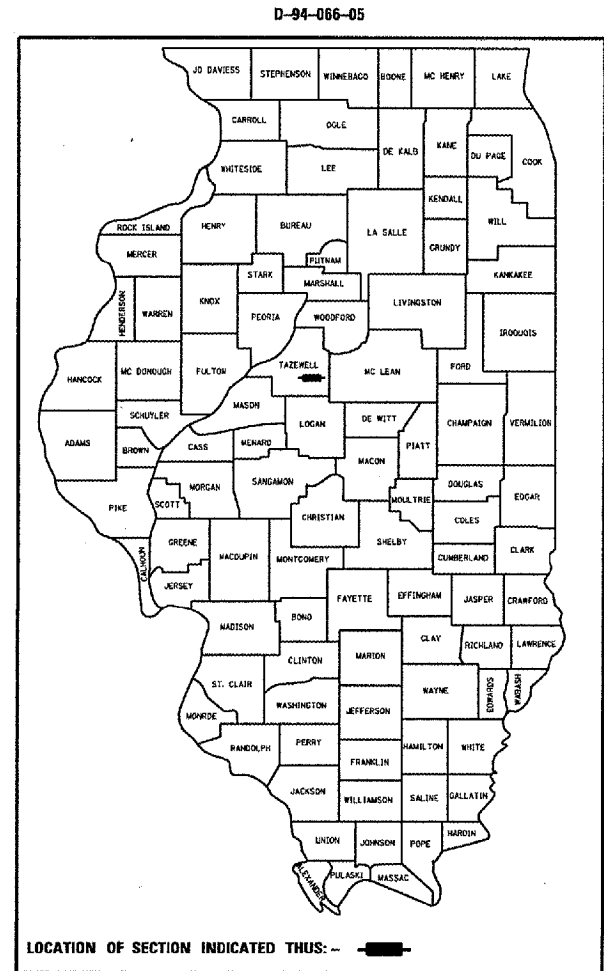 D-94-066-05
JO DAVIESS STEPHENSON WINNEBAGO BOONE MC HENRY LAKE
CARROLL OGLE
DE KALB KANE DU PAGE COOK
WHITESIDE LEE
KENDALL WILL
ROCK ISLAND HENRY BUREAU LA SALLE GRUNDY
MERCER PUTNAM
STARK MARSHALL KANKAKEE
HENDERSON WARREN KNOX PEORIA WOODFORD LIVINGSTON IROQUOIS
HANCOCK MC DONOUGH FULTON TAZEWELL MC LEAN FORD
SCHUYLER MASON LOGAN DE WITT CHAMPAIGN VERMILION
ADAMS BROWN CASS MENARD MACON PIATT
MORGAN SANGAMON DOUGLAS EDGAR
PIKE SCOTT CHRISTIAN MOULTRIE COLES
GREENE MACOUPIN SHELBY CUMBERLAND CLARK
CALHOUN JERSEY MONTGOMERY
FAYETTE EFFINGHAM JASPER CRAWFORD
MADISON BOND
CLAY RICHLAND LAWRENCE
CLINTON MARION
ST. CLAIR WAYNE EDWARDS WABASH
WASHINGTON JEFFERSON
MONROE
RANDOLPH PERRY HAMILTON WHITE
FRANKLIN
JACKSON WILLIAMSON SALINE GALLATIN
UNION JOHNSON POPE HARDIN
ALEXANDER PULASKI MASSAC
LOCATION OF SECTION INDICATED THUS: ~